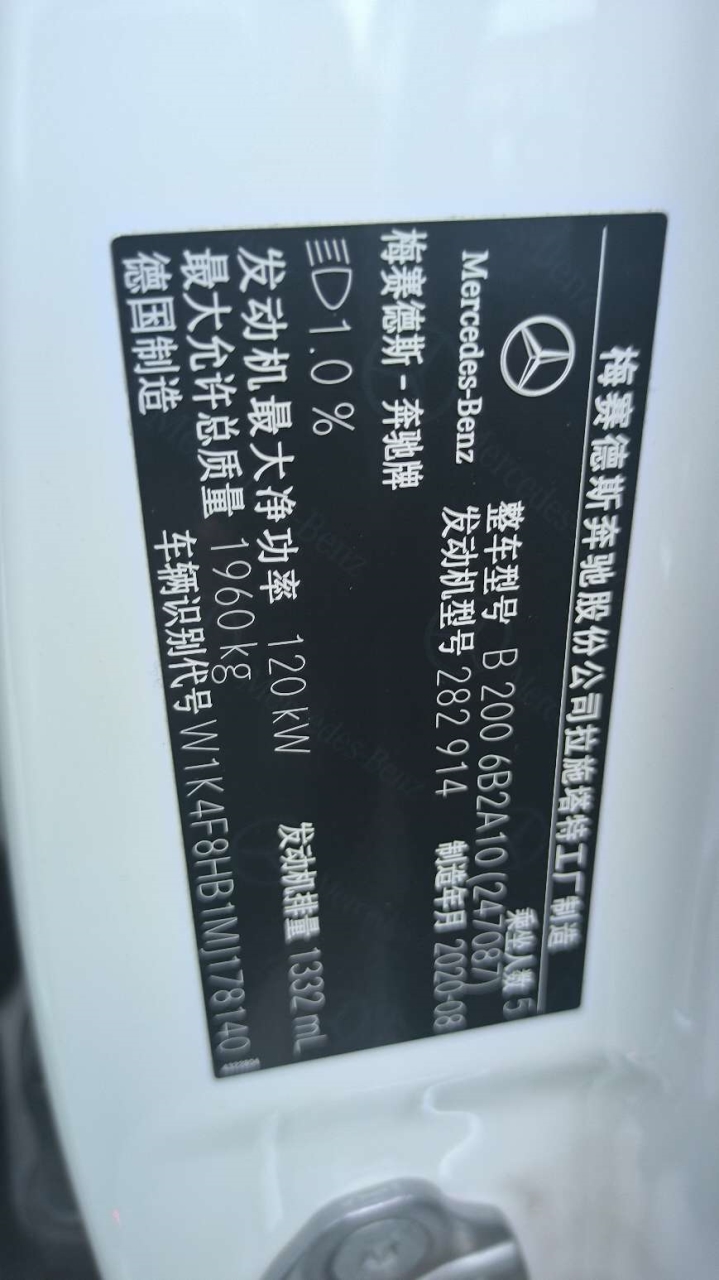 梅赛德斯奔驰股份公司拉施塔特工厂制造
整车型号 B 200 6B2A10(247087) 乘坐人数 5
Mercedes-Benz 发动机型号 282 914 制造年月 2020-08
梅赛德斯-奔驰牌
1.0 %
发动机最大净功率 120 kW 发动机排量 1332 mL
最大允许总质量 1960 kg
德国制造 车辆识别代号 W1K4F8HB1MJ178140